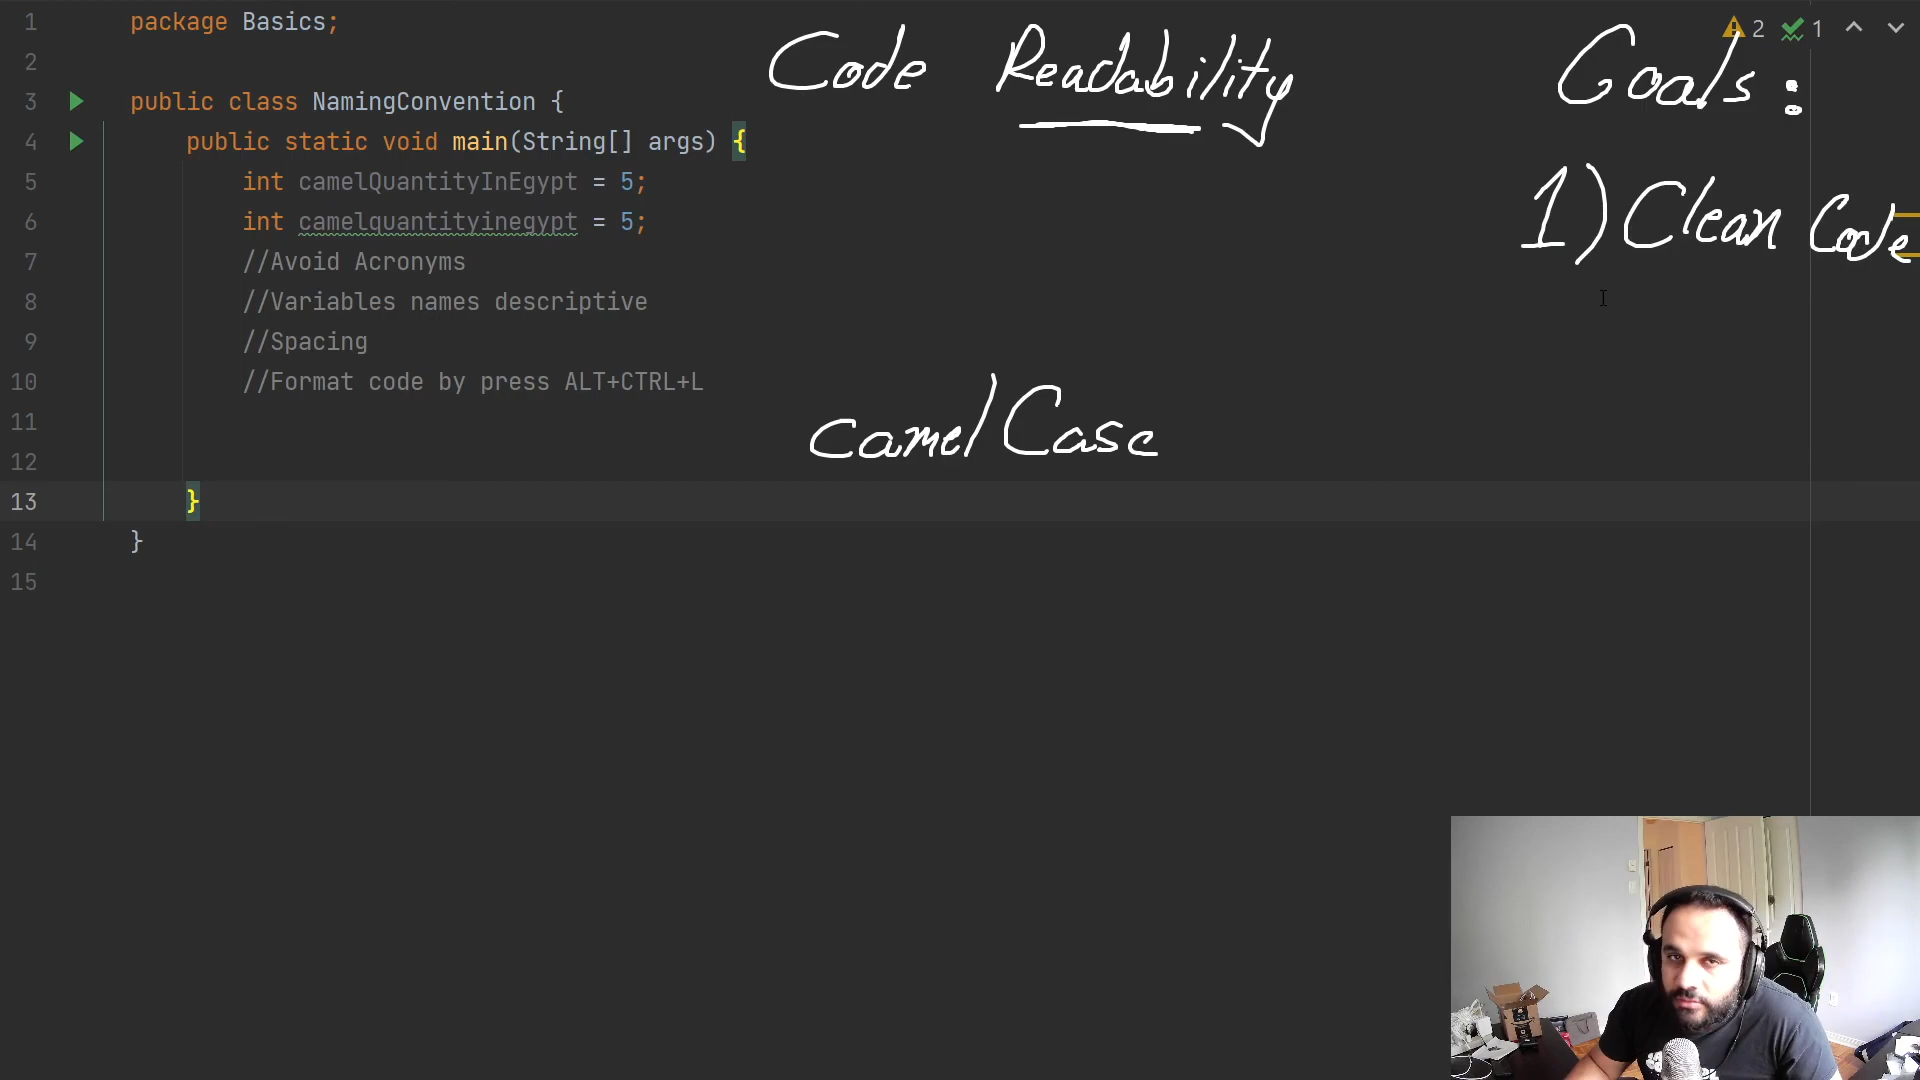 1 package Basics;
2
3 public class NamingConvention {
4 public static void main(String[] args) {
5 int camelQuantityInEgypt = 5;
6 int camelquantityinegypt = 5;
7 //Avoid Acronyms
8 //Variables names descriptive
9 //Spacing
10 //Format code by press ALT+CTRL+L
11
12
13 }
14 }
15
Code Readability
camelCase
2 1
Goals:
1) Clean Code